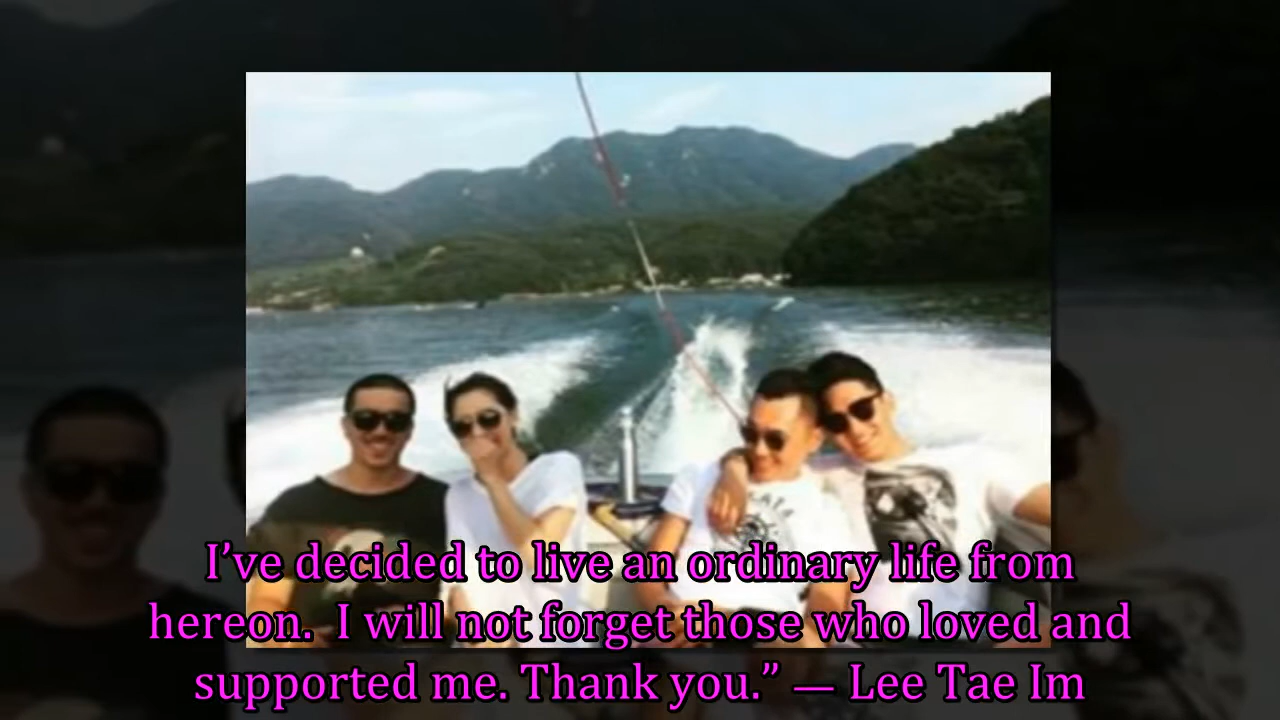 I’ve decided to live an ordinary life from
hereon.  I will not forget those who loved and
supported me. Thank you.” — Lee Tae Im